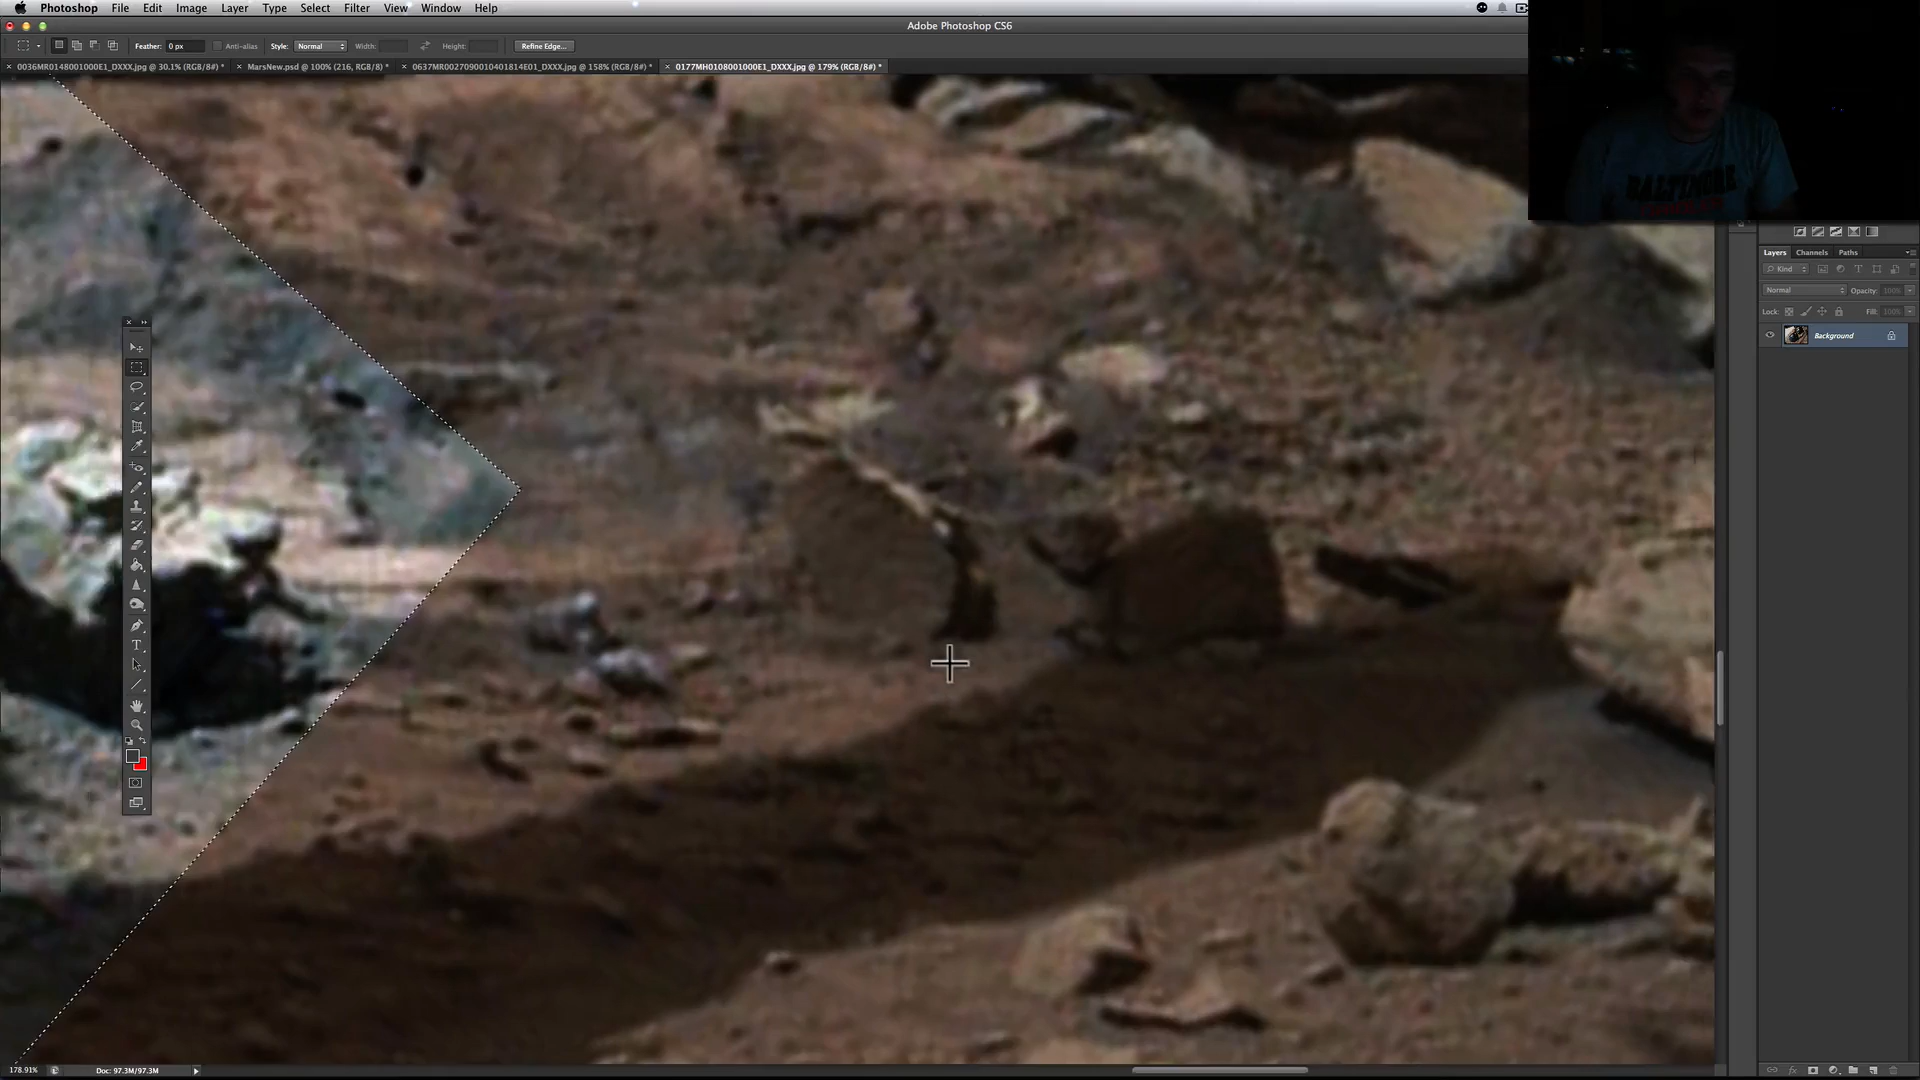 Photoshop File Edit Image Layer Type Select Filter View Window Help
Adobe Photoshop CS6
Feather: 0 px Anti-alias Style: Normal Width: Height: Refine Edge...
0036MR0148001000E1_DXXX.jpg @ 30.1% (RGB/8#) * MarsNew.psd @ 100% (216, RGB/8) * 0637MR0027090010401814E01_DXXX.jpg @ 158% (RGB/8#) * 0177MH0108001000E1_DXXX.jpg @ 179% (RGB/8#) *
BALTIMORE
Layers Channels Paths
Kind
Normal Opacity: 100%
Lock: Fill: 100%
Background
178.91% Doc: 97.3M/97.3M